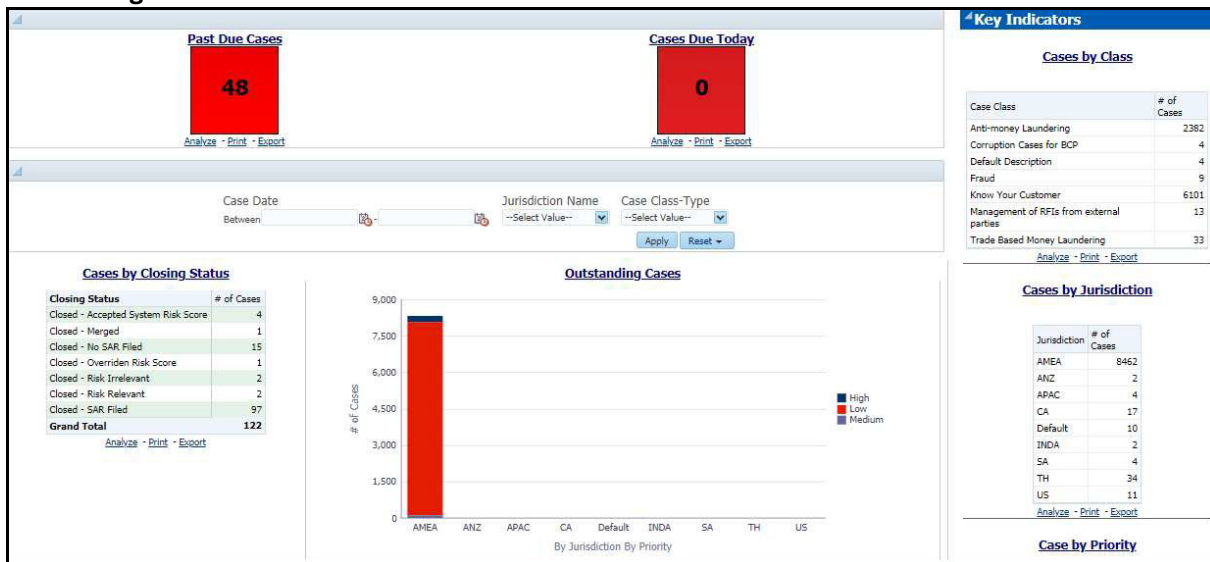 Past Due Cases
48
Analyze - Print - Export
Cases Due Today
0
Analyze - Print - Export
Case Date
Between
-
Jurisdiction Name
--Select Value--
Case Class-Type
--Select Value--
Apply Reset
Cases by Closing Status
Closing Status # of Cases
Closed - Accepted System Risk Score 4
Closed - Merged 1
Closed - No SAR Filed 15
Closed - Overriden Risk Score 1
Closed - Risk Irrelevant 2
Closed - Risk Relevant 2
Closed - SAR Filed 97
Grand Total 122
Analyze - Print - Export
Outstanding Cases
# of Cases
9,000
7,500
6,000
4,500
3,000
1,500
0
AMEA ANZ APAC CA Default INDA SA TH US
By Jurisdiction By Priority
High
Low
Medium
Key Indicators
Cases by Class
Case Class # of Cases
Anti-money Laundering 2382
Corruption Cases for BCP 4
Default Description 4
Fraud 9
Know Your Customer 6101
Management of RFIs from external 13
parties
Trade Based Money Laundering 33
Analyze - Print - Export
Cases by Jurisdiction
Jurisdiction # of Cases
AMEA 8462
ANZ 2
APAC 4
CA 17
Default 10
INDA 2
SA 4
TH 34
US 11
Analyze - Print - Export
Case by Priority